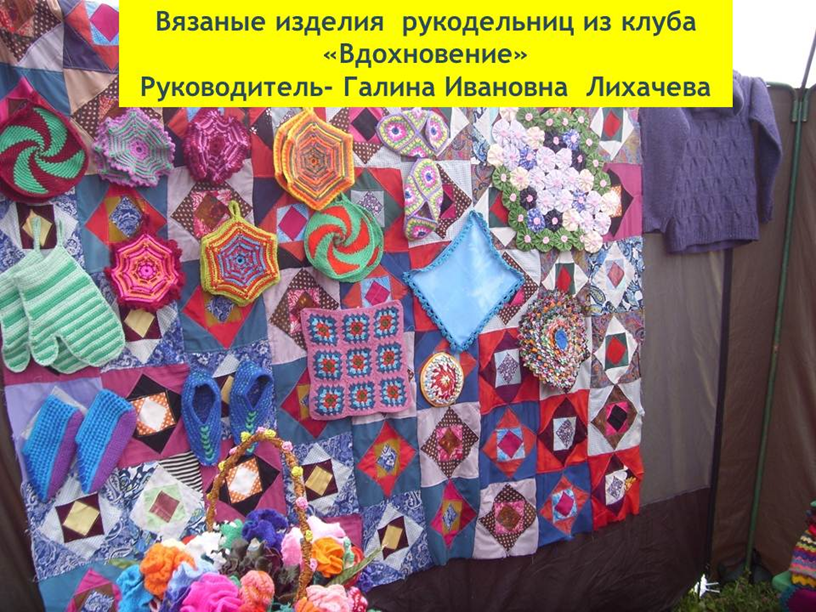 Вязаные изделия рукодельниц из клуба
«Вдохновение»
Руководитель- Галина Ивановна Лихачева